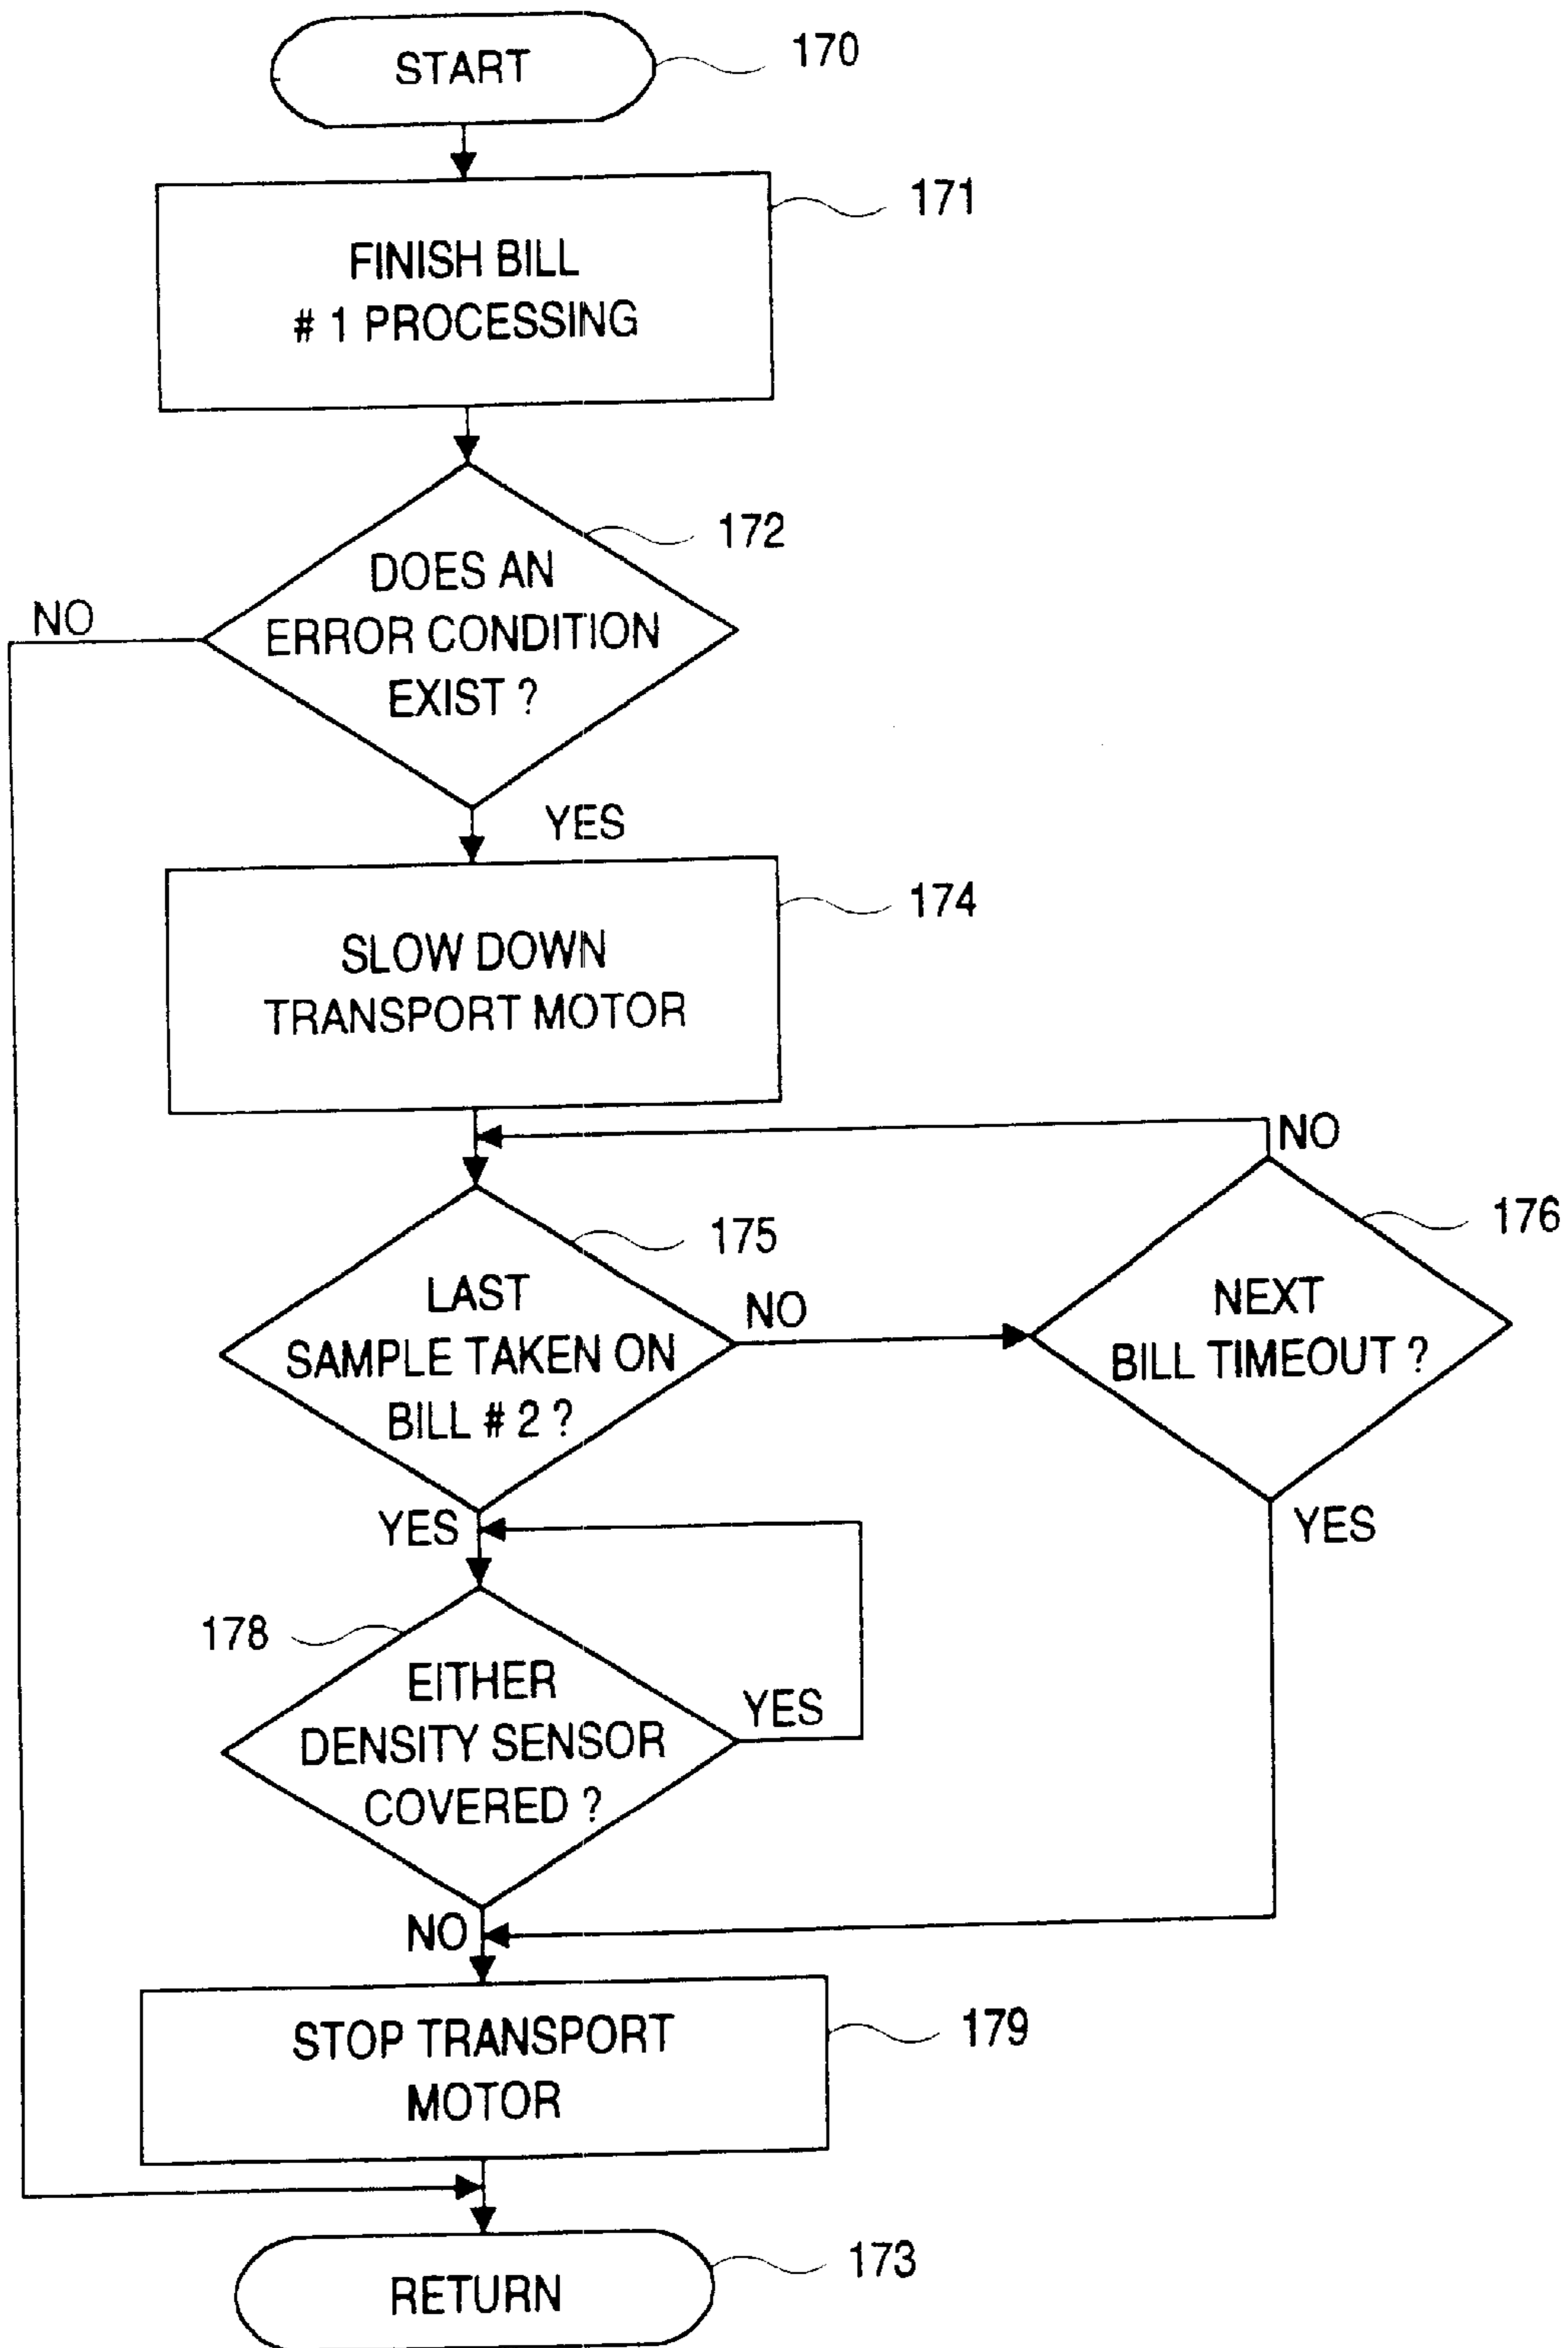 START
170
FINISH BILL
# 1 PROCESSING
171
DOES AN
ERROR CONDITION
EXIST ?
172
NO
YES
SLOW DOWN
TRANSPORT MOTOR
174
LAST
SAMPLE TAKEN ON
BILL # 2 ?
175
NO
NEXT
BILL TIMEOUT ?
176
NO
YES
YES
EITHER
DENSITY SENSOR
COVERED ?
178
YES
NO
STOP TRANSPORT
MOTOR
179
RETURN
173